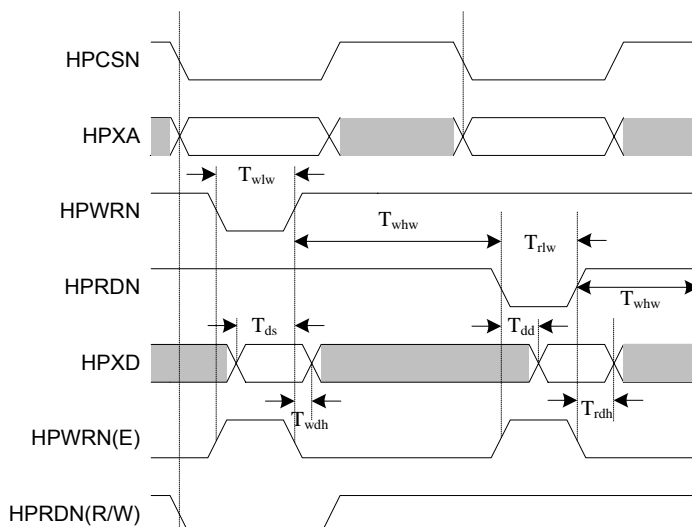 HPCSN
HPXA
HPWRN
T_wlw
T_whw
T_rlw
HPRDN
T_whw
T_ds
T_dd
HPXD
T_wdh
T_rdh
HPWRN(E)
HPRDN(R/W)